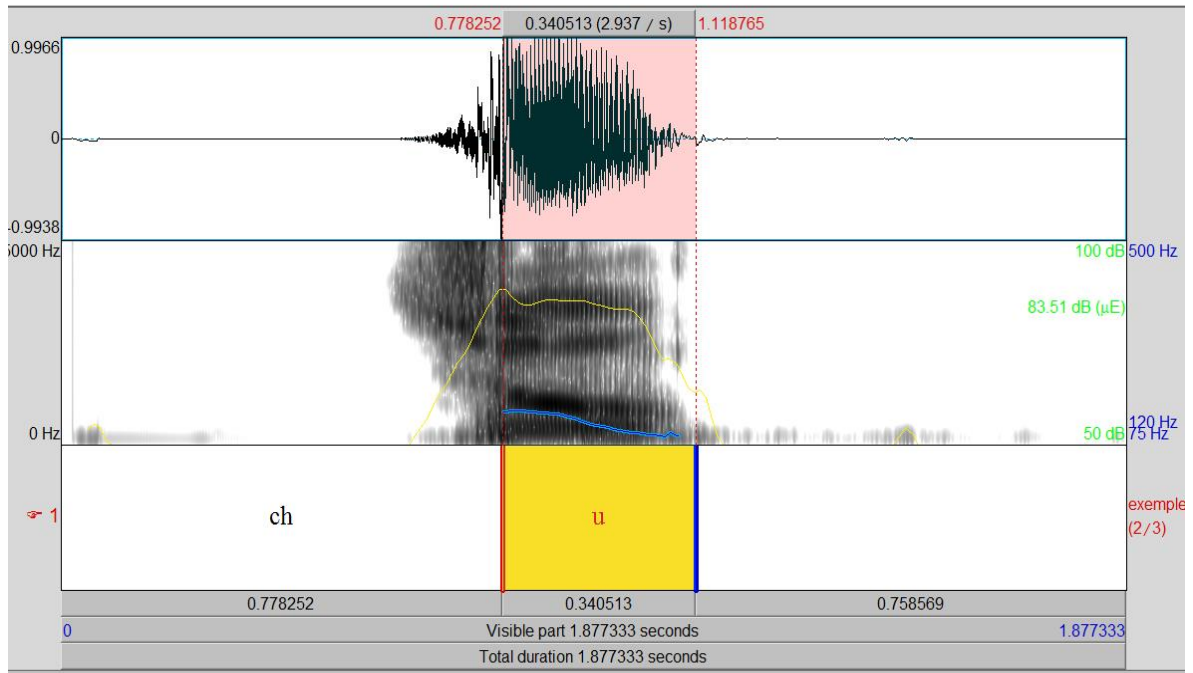 0.778252 0.340513 (2.937 / s) 1.118765
0.9966
0
-0.9938
5000 Hz 100 dB 500 Hz
83.51 dB (µE)
120 Hz
0 Hz 50 dB 75 Hz
☞ 1 ch u exemple
(2/3)
0.778252 0.340513 0.758569
0 Visible part 1.877333 seconds 1.877333
Total duration 1.877333 seconds